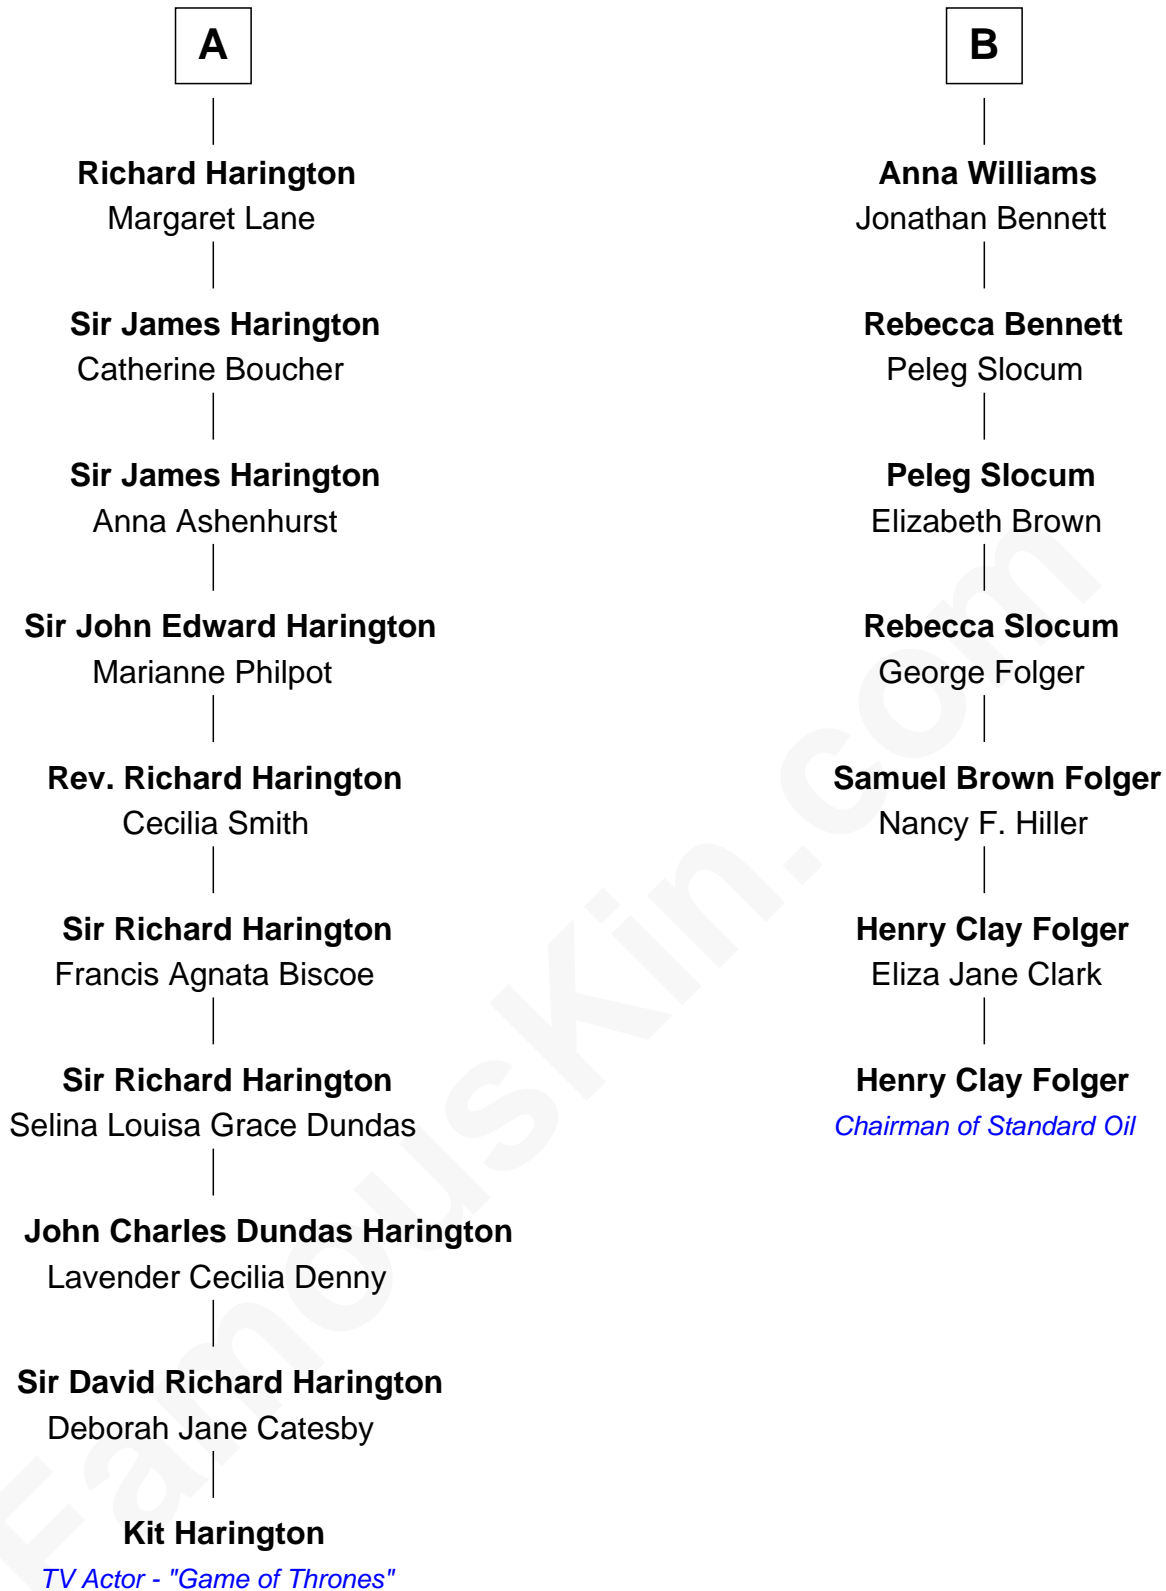 A
Richard Harington
Margaret Lane
Sir James Harington
Catherine Boucher
Sir James Harington
Anna Ashenhurst
Sir John Edward Harington
Marianne Philpot
Rev. Richard Harington
Cecilia Smith
Sir Richard Harington
Francis Agnata Biscoe
Sir Richard Harington
Selina Louisa Grace Dundas
John Charles Dundas Harington
Lavender Cecilia Denny
Sir David Richard Harington
Deborah Jane Catesby
Kit Harington
TV Actor - "Game of Thrones"
B
Anna Williams
Jonathan Bennett
Rebecca Bennett
Peleg Slocum
Peleg Slocum
Elizabeth Brown
Rebecca Slocum
George Folger
Samuel Brown Folger
Nancy F. Hiller
Henry Clay Folger
Eliza Jane Clark
Henry Clay Folger
Chairman of Standard Oil
FamousKin.com